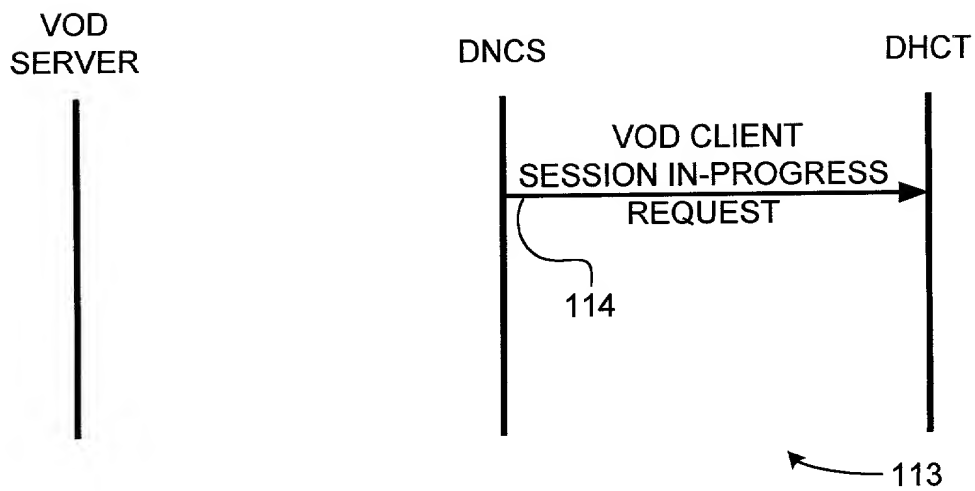 VOD
SERVER
DNCS
DHCT
VOD CLIENT
SESSION IN-PROGRESS
REQUEST
114
113